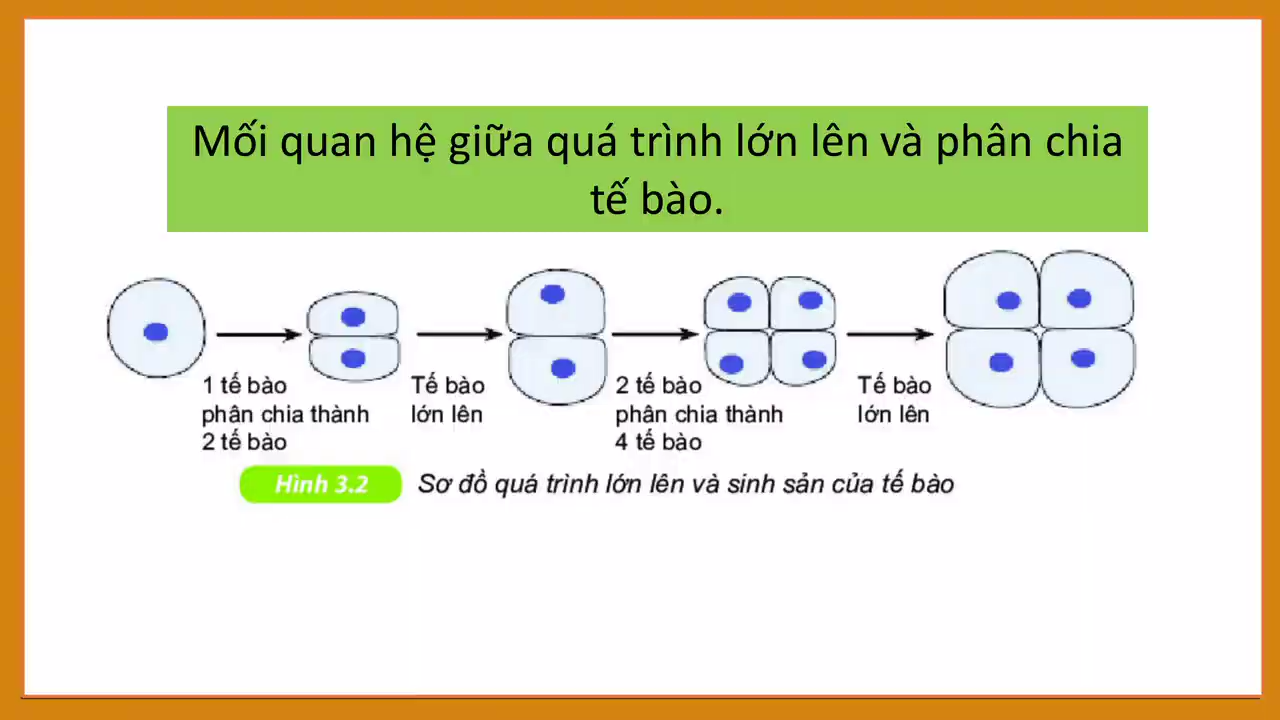 Mối quan hệ giữa quá trình lớn lên và phân chia
tế bào.
1 tế bào
phân chia thành
2 tế bào
Tế bào
lớn lên
2 tế bào
phân chia thành
4 tế bào
Tế bào
lớn lên
Hình 3.2 Sơ đồ quá trình lớn lên và sinh sản của tế bào